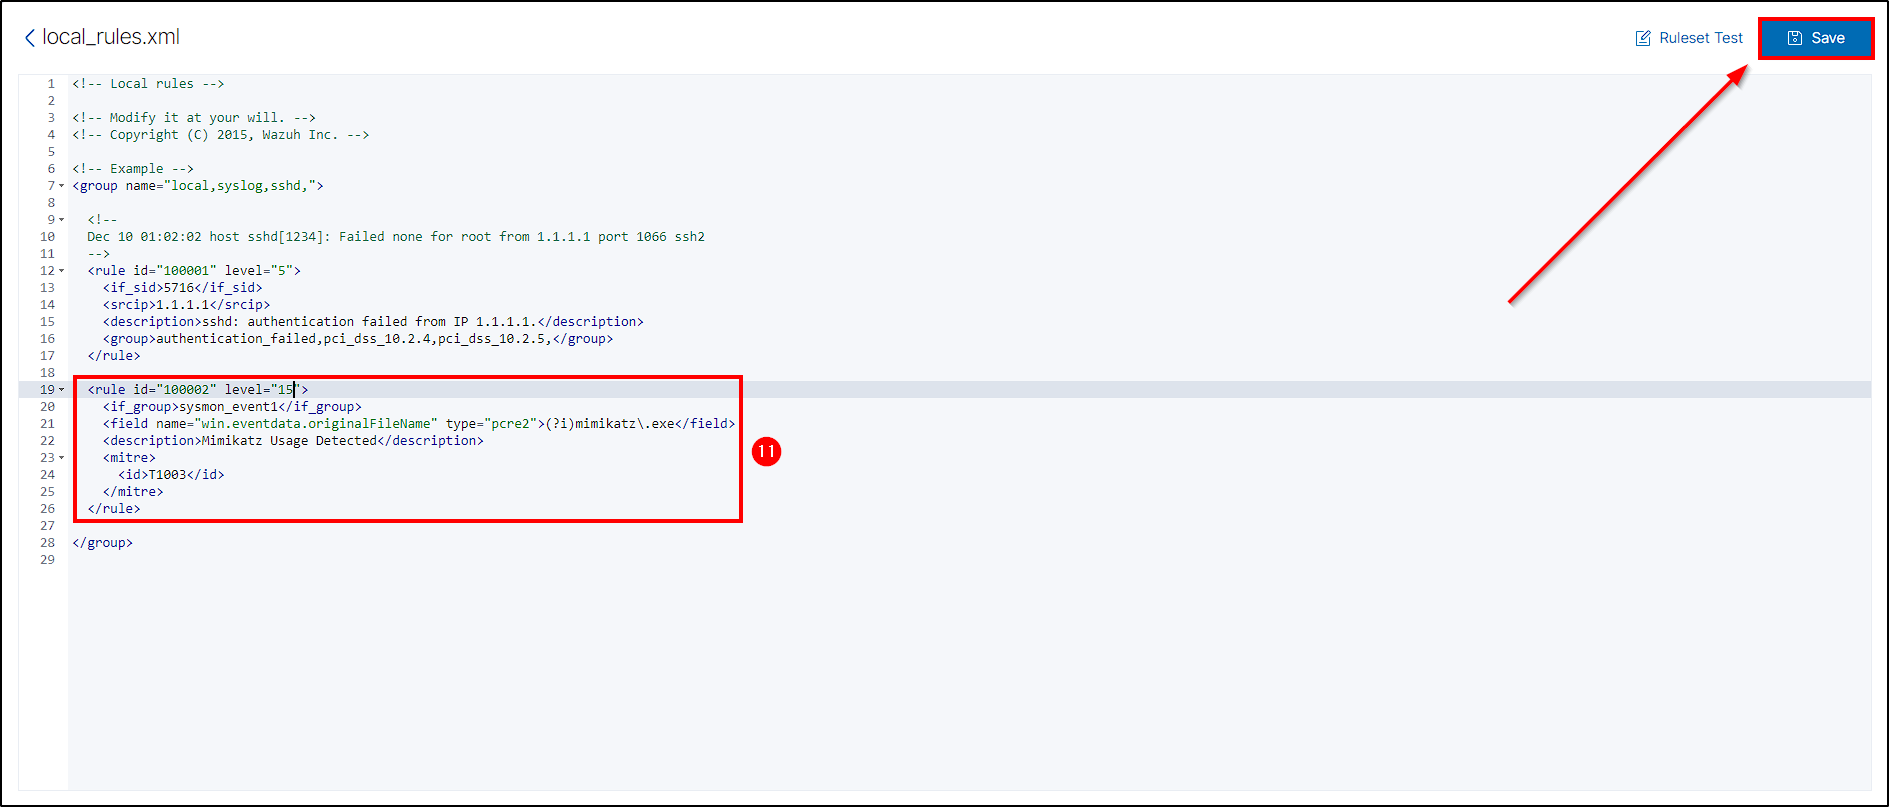 local_rules.xml
Ruleset Test
Save
1 <!-- Local rules -->
2
3 <!-- Modify it at your will. -->
4 <!-- Copyright (C) 2015, Wazuh Inc. -->
5
6 <!-- Example -->
7 <group name="local,syslog,sshd,">
8
9 <!--
10 Dec 10 01:02:02 host sshd[1234]: Failed none for root from 1.1.1.1 port 1066 ssh2
11 -->
12 <rule id="100001" level="5">
13 <if_sid>5716</if_sid>
14 <srcip>1.1.1.1</srcip>
15 <description>sshd: authentication failed from IP 1.1.1.1.</description>
16 <group>authentication_failed,pci_dss_10.2.4,pci_dss_10.2.5,</group>
17 </rule>
18
19 <rule id="100002" level="15">
20 <if_group>sysmon_event1</if_group>
21 <field name="win.eventdata.originalFileName" type="pcre2">(?i)mimikatz\.exe</field>
22 <description>Mimikatz Usage Detected</description>
23 <mitre>
24 <id>T1003</id>
25 </mitre>
26 </rule>
27
28 </group>
29
11